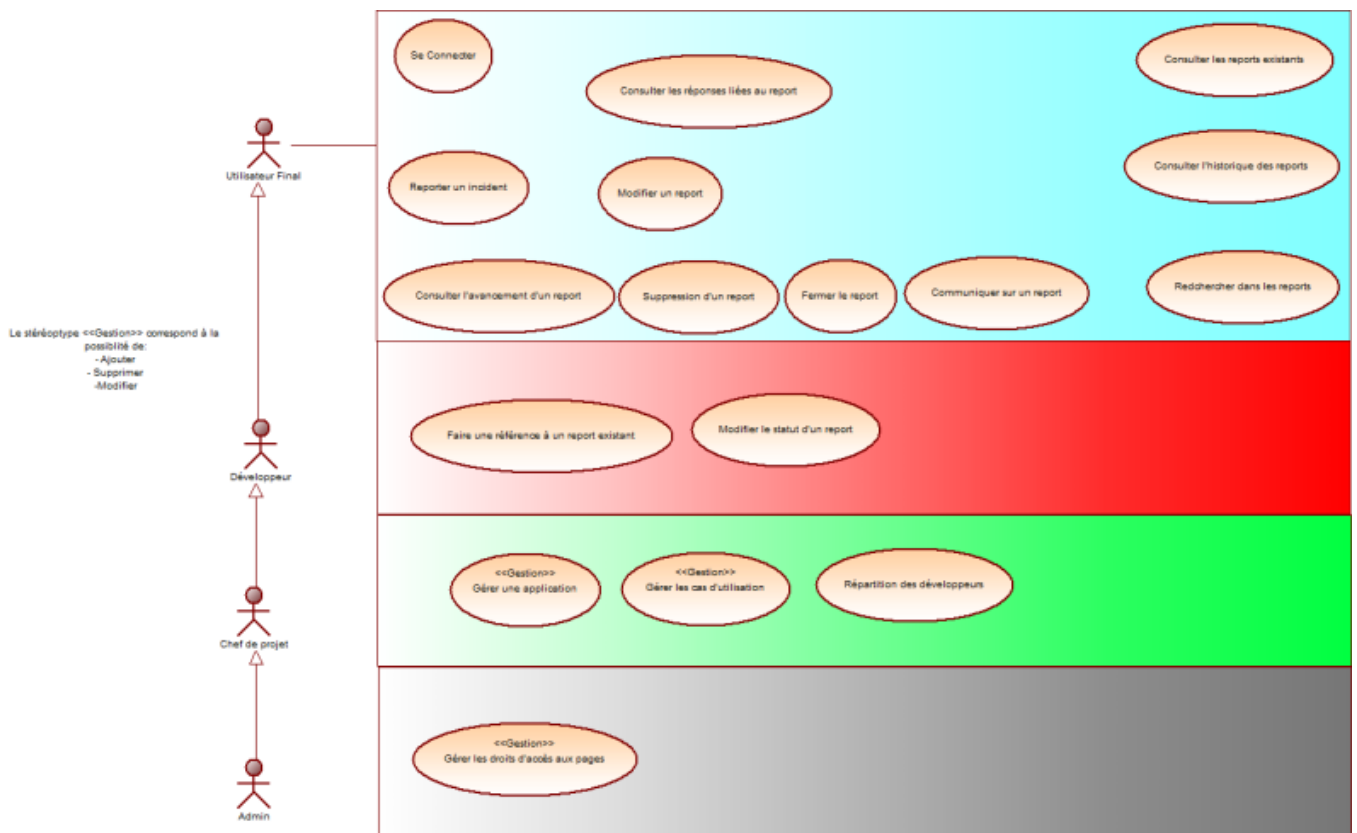 Se Connecter
Consulter les réponses liées au report
Consulter les reports existants
Utilisateur Final
Reporter un incident
Modifier un report
Consulter l'historique des reports
Consulter l'avancement d'un report
Suppression d'un report
Fermer le report
Communiquer sur un report
Redchercher dans les reports
Le stéréoptype <<Gestion>> correspond à la
possiblité de:
- Ajouter
- Supprimer
-Modifier
Développeur
Faire une référence à un report existant
Modifier le statut d'un report
Chef de projet
<<Gestion>>
Gérer une application
<<Gestion>>
Gérer les cas d'utilisation
Répartition des développeurs
Admin
<<Gestion>>
Gérer les droits d'accès aux pages